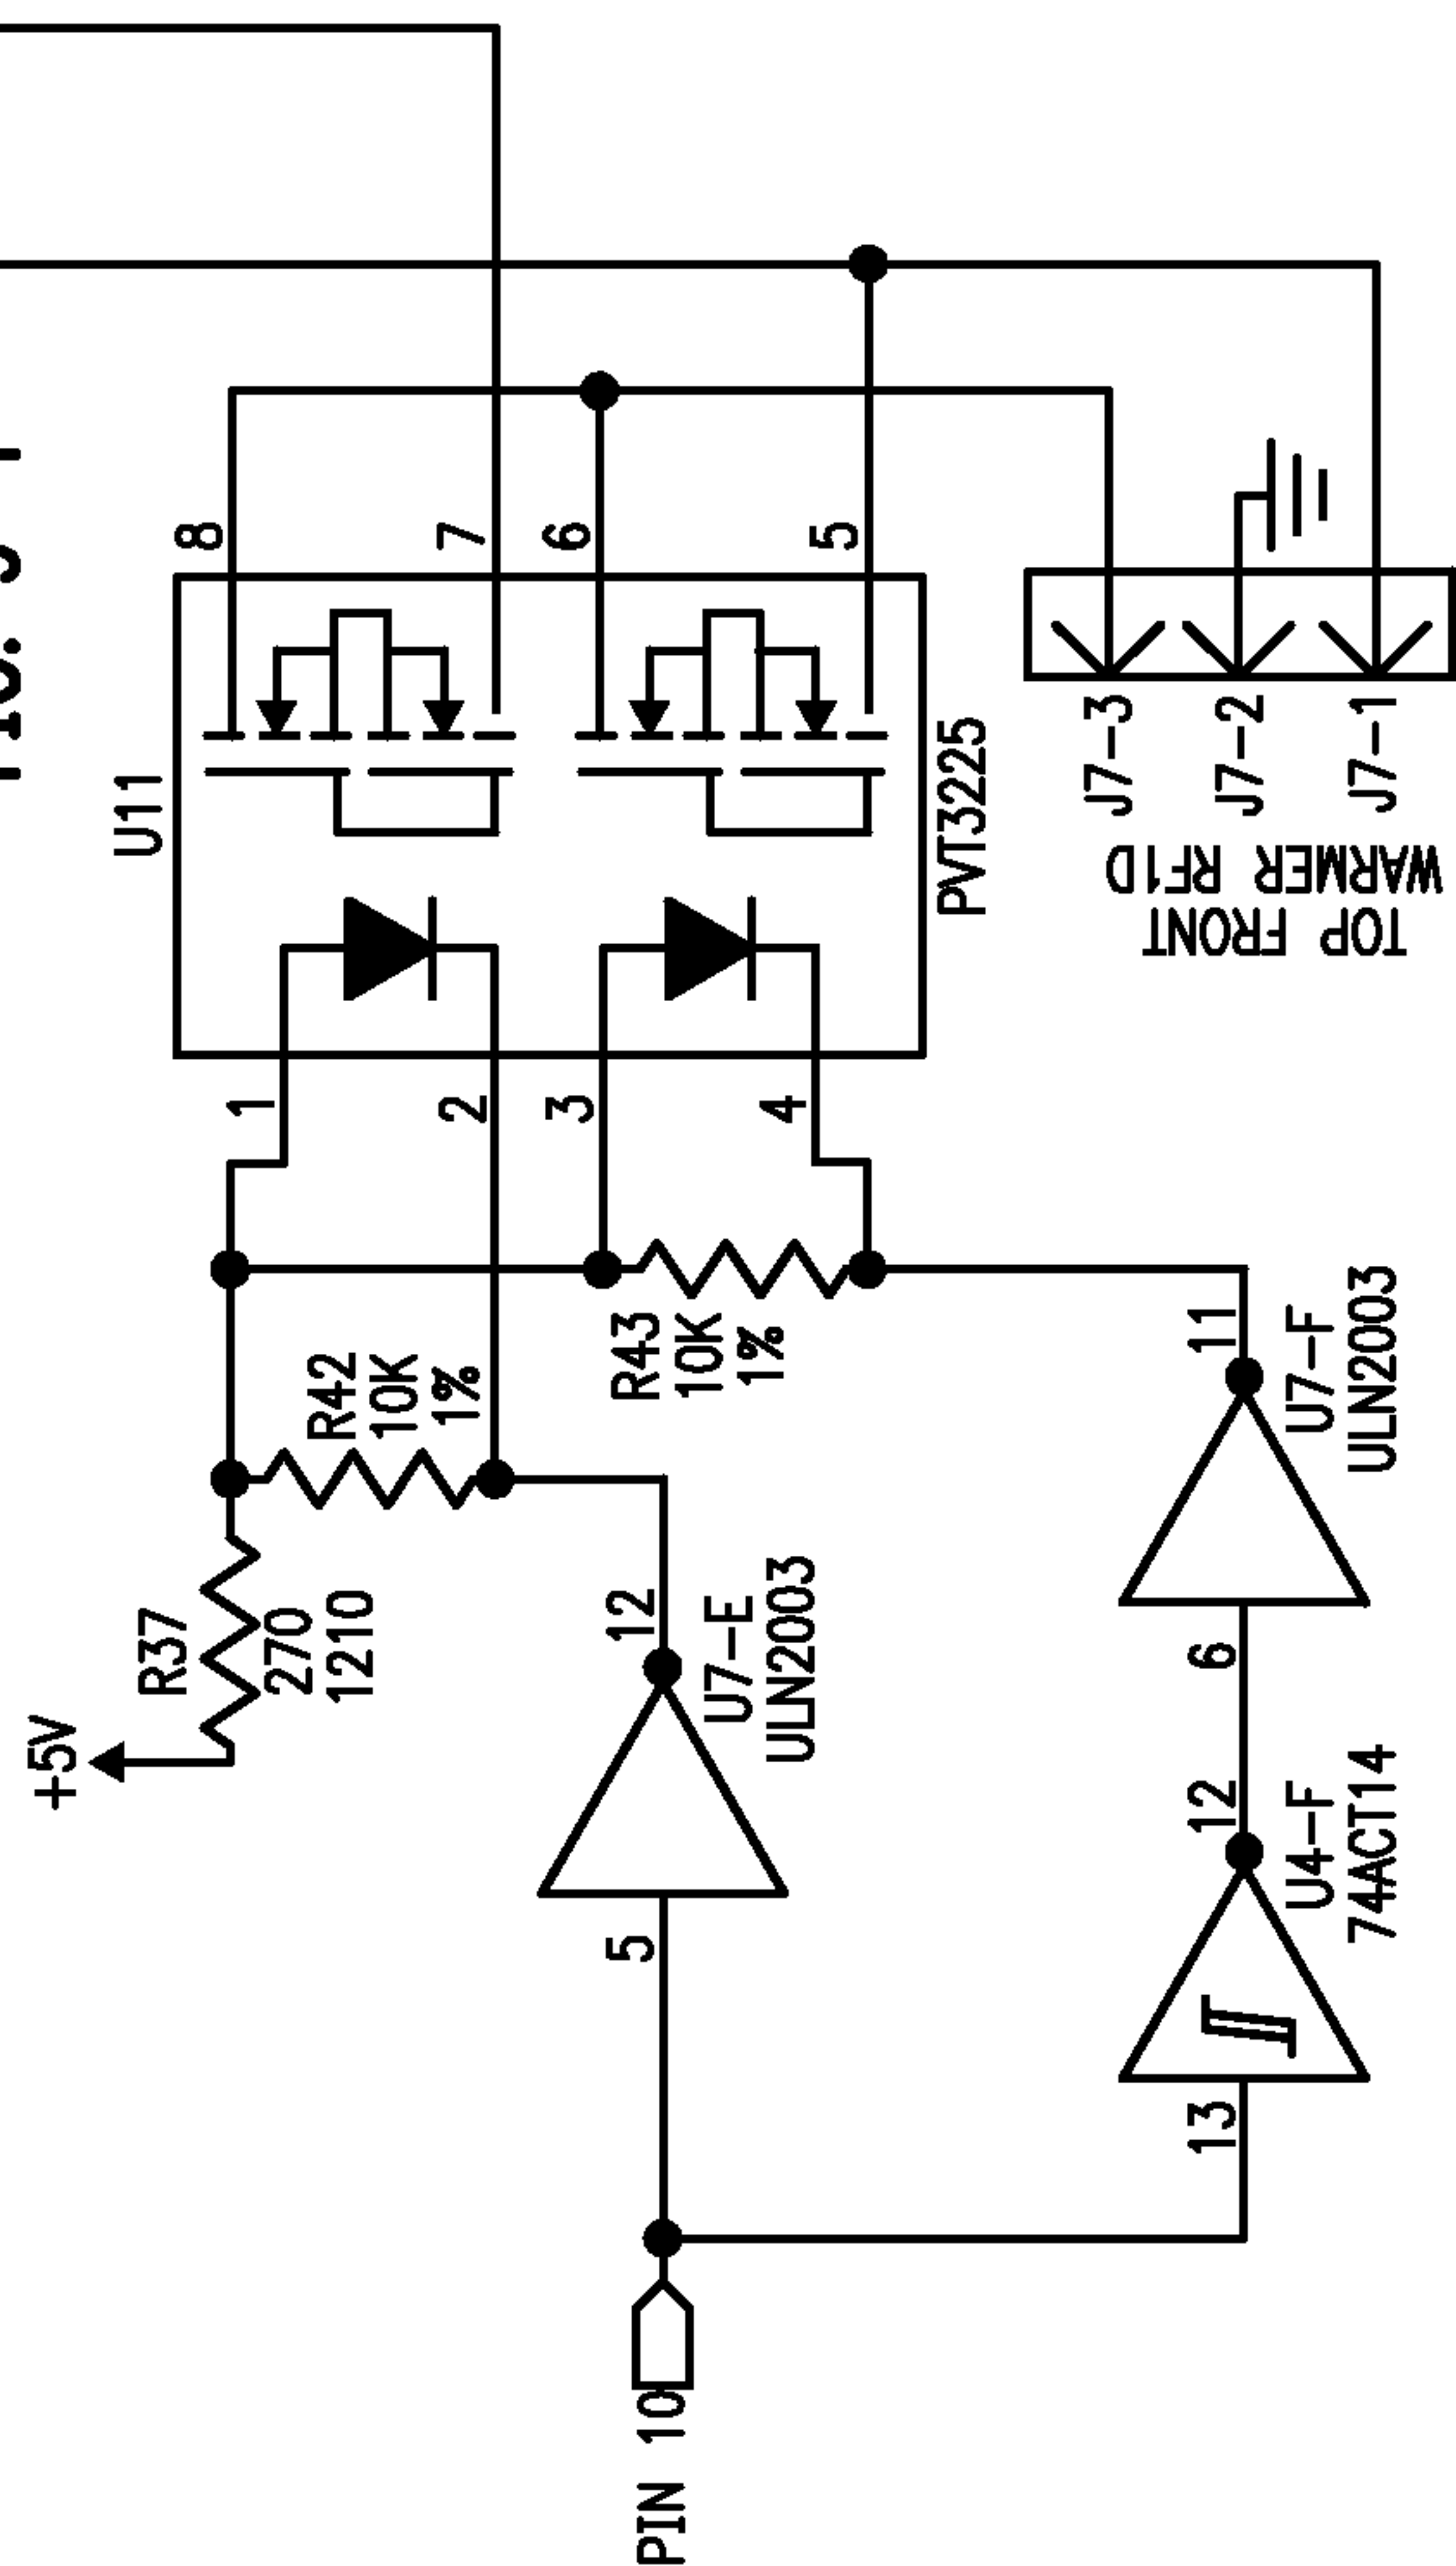 +5V
R37
270
1210
R42
10K
1%
R43
10K
1%
U11
1
2
3
4
8
7
6
5
PVT3225
PIN 10
5
12
U7-E
ULN2003
13
12
U4-F
74ACT14
6
11
U7-F
ULN2003
J7-3
J7-2
J7-1
TOP FRONT
WARMER RF1D